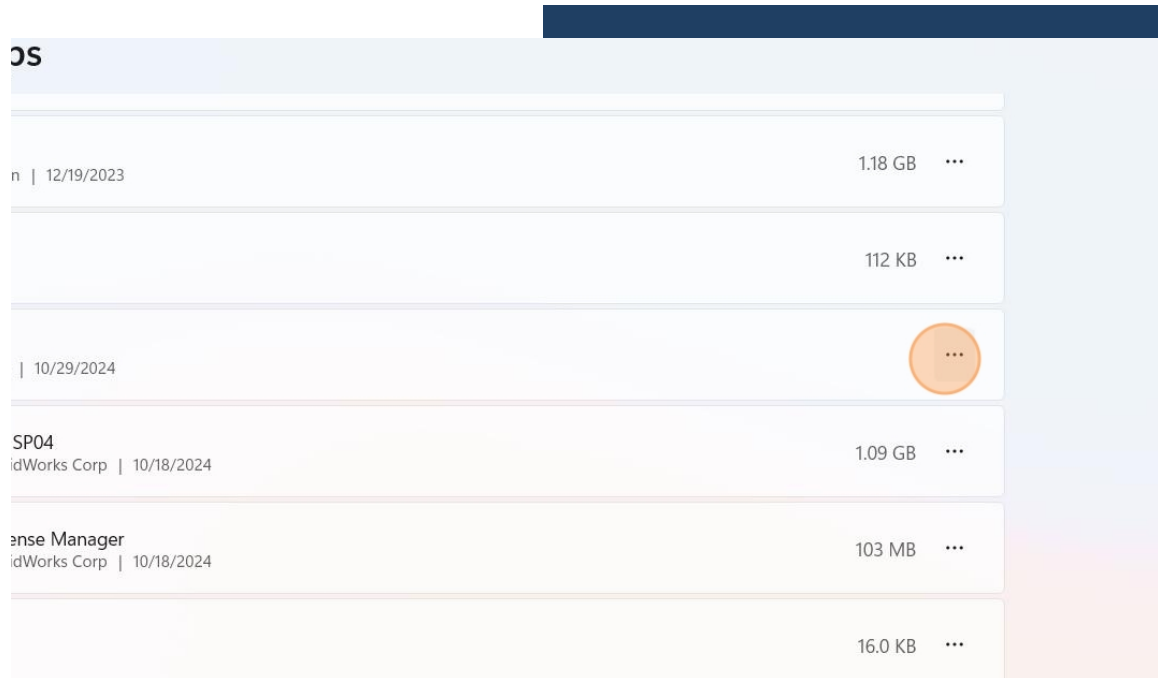 n | 12/19/2023
1.18 GB ...
112 KB ...
...
| 10/29/2024
SP04
idWorks Corp | 10/18/2024
1.09 GB ...
ense Manager
idWorks Corp | 10/18/2024
103 MB ...
16.0 KB ...